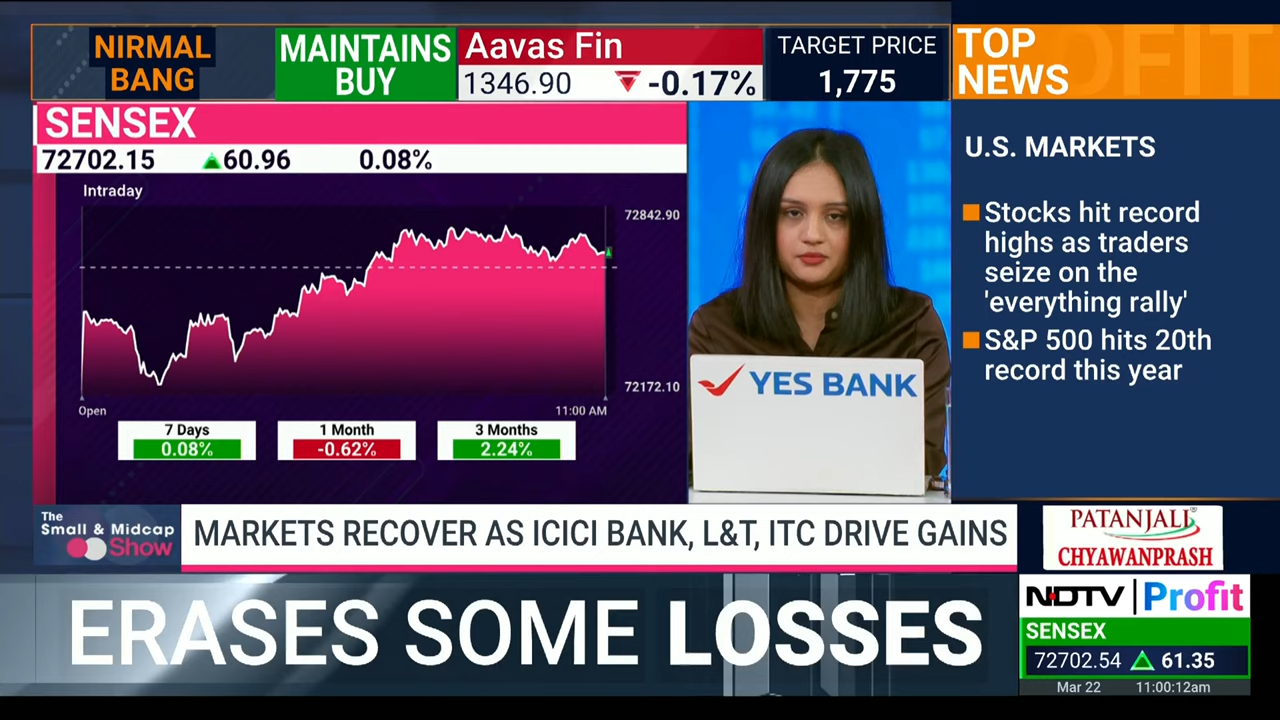 NIRMAL
BANG
MAINTAINS
BUY
Aavas Fin
1346.90 ▼ -0.17%
TARGET PRICE
1,775
TOP
NEWS
SENSEX
72702.15 ▲ 60.96 0.08%
Intraday
72842.90
72172.10
Open 11:00 AM
7 Days
0.08%
1 Month
-0.62%
3 Months
2.24%
YES BANK
U.S. MARKETS
Stocks hit record
highs as traders
seize on the
'everything rally'
S&P 500 hits 20th
record this year
The
Small & Midcap
Show
MARKETS RECOVER AS ICICI BANK, L&T, ITC DRIVE GAINS
PATANJALI
CHYAWANPRASH
ERASES SOME LOSSES
NDTV Profit
SENSEX
72702.54 ▲ 61.35
Mar 22 11:00:12am